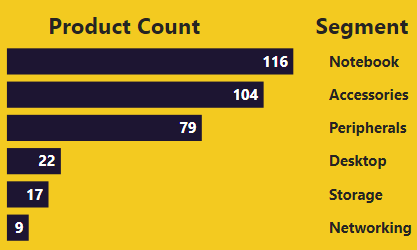 Product Count Segment
116 Notebook
104 Accessories
79 Peripherals
22 Desktop
17 Storage
9 Networking